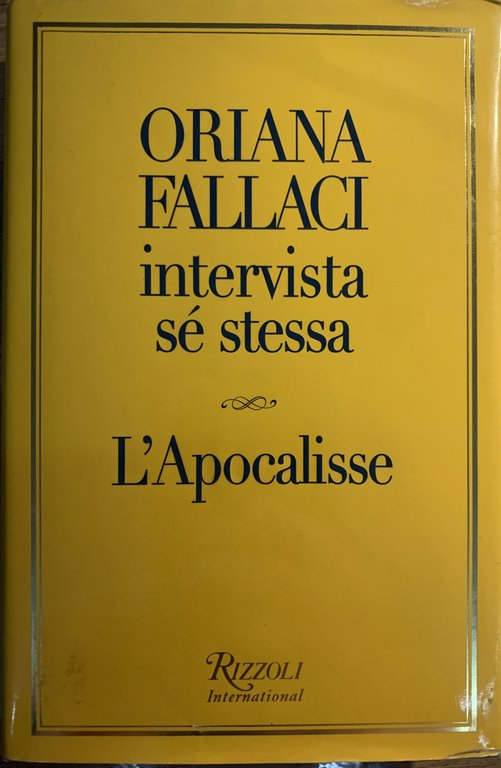 ORIANA
FALLACI
intervista
sé stessa
L'Apocalisse
RIZZOLI
International